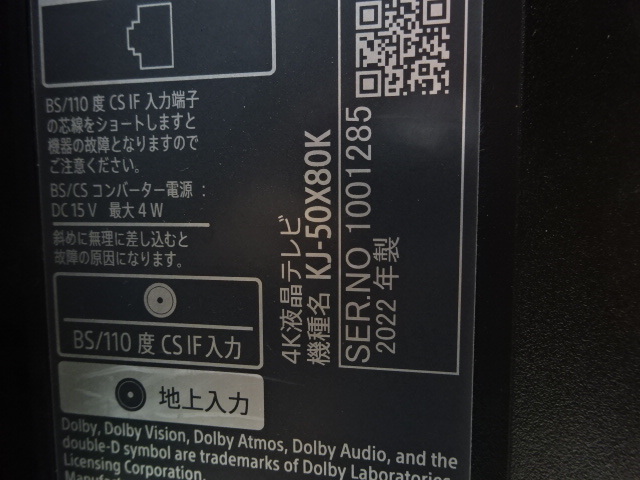 BS/110 度 CS IF 入力端子
の芯線をショートしますと
機器の故障となりますので
ご注意ください。
BS/CS コンバーター電源 :
DC 15 V 最大 4 W
斜めに無理に差し込むと
故障の原因になります。
BS/110 度 CS IF 入力
地上入力
4K液晶テレビ
機種名 KJ-50X80K
SER.NO 1001285
2022 年製
Dolby, Dolby Vision, Dolby Atmos, Dolby Audio, and the
double-D symbol are trademarks of Dolby Laboratories
Licensing Corporation.